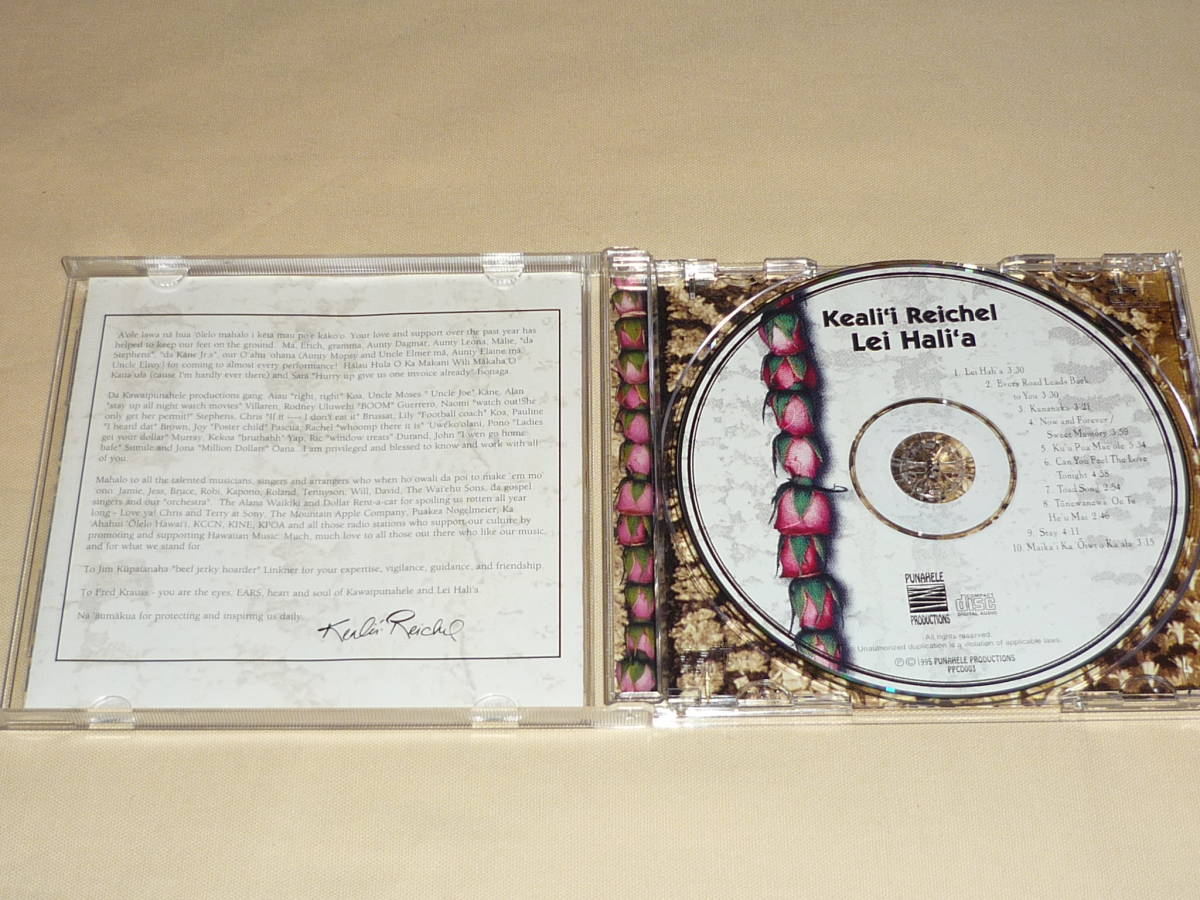 A'ole lawa nā hua 'ōlelo mahalo i kēia mau po'e kāko'o. Your love and support over the past year has
helped to keep our feet on the ground. Ma, Erich, gramma, Aunty Dagmar, Aunty Leona, Mālie, "da
Stephens", "da Kāne Jr.s", our O'ahu 'ohana (Aunty Mopsy and Uncle Elmer mā, Aunty Elaine mā,
Uncle Elroy) for coming to almost every performance! Hālau Hula O Ka Makani Wili Mākaha O
Kaua'ula (cause I'm hardly ever there) and Sara "Hurry up give us one invoice already!"
Da Kawaipunahele productions gang: "right, right" Koa, Uncle Moses " Uncle Joe" Kāne, Alan
"stay up all night watch movies" Villaren, Rodney Uluwehi "BOOM" Guerrero, Naomi "watch out!She
only get her permit!" Stephens, Chris "If it ----, I don't eat it" Brussat, Lily "Football coach" Koa, Pauline
"I heard dat" Brown, Joy "Poster child" Pascua, Rachel "whoomp there it is" 'Uwēko'olani, Pono "Ladies
get your dollar" Murray, Kekoa "bruthahh" Yap, Ric "window treats" Durand, John "I wen go home
bafe" Sumile and Jona "Million Dollars" Oana. I am privileged and blessed to know and work with all
of you.
Mahalo to all the talented musicians, singers and arrangers who when ho'owali da poi to make 'em mo'
'ono: Jamie, Jess, Bruce, Robi, Kapono, Roland, Tennyson, Will, David, The Warehu Sons, da gospel
singers and our "orchestra". The Alana Waikiki and Dollar Rent-a-car for spoiling us rotten all year
long - Love ya! Chris and Terry at Sony, The Mountain Apple Company, Puakea Nogelmeier, Ka
'Ahahui 'Ōlelo Hawai'i, KCCN, KINE, KPOA and all those radio stations who support our culture by
promoting and supporting Hawaiian Music. Much, much love to all those out there who like our music,
and for what we stand for.
To Jim Kūpaianaha "beef jerky hoarder" Linkner for your expertise, vigilance, guidance, and friendship.
To Fred Krauss - you are the eyes, EARS, heart and soul of Kawaipunahele and Lei Hali'a.
Nā 'aumākua for protecting and inspiring us daily.
Keali'i Reichel
Keali'i Reichel
Lei Hali'a
1. Lei Hali'a 3:30
2. Every Road Leads Back
to You 3:30
3. Kananaka 3:21
4. Now and Forever /
Sweet Memory 3:59
5. Ku'u Pua Mae'ole 3:34
6. Can You Feel The Love
Tonight 4:58
7. Toad Song 2:54
8. Tūnewanewa Ou Te
He'u Mai 2:46
9. Stay 4:11
10. Maika'i Ka 'Ōiwi o Ka'ala 3:15
PUNAHELE
PRODUCTIONS
COMPACT
disc
DIGITAL AUDIO
All rights reserved.
Unauthorized duplication is a violation of applicable laws.
℗ © 1995 PUNAHELE PRODUCTIONS
PPCD003